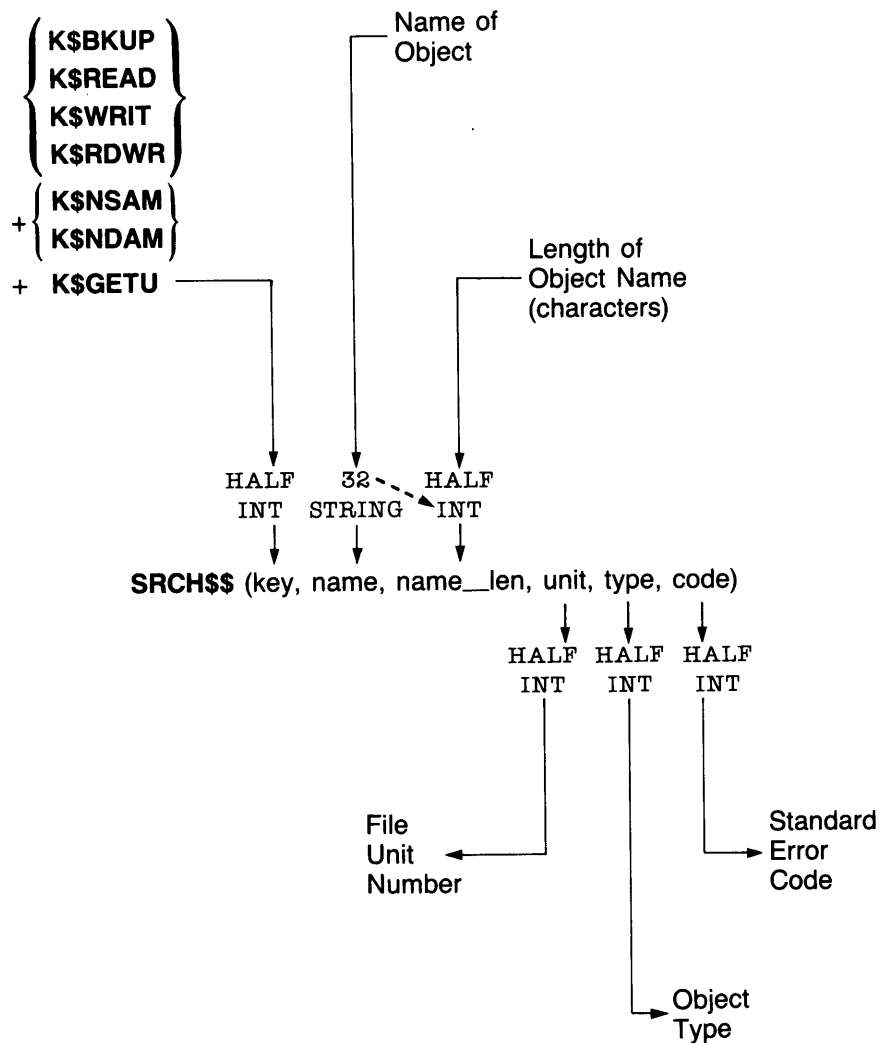 K$BKUP
K$READ
K$WRIT
K$RDWR
+ K$NSAM
K$NDAM
+ K$GETU
Name of
Object
Length of
Object Name
(characters)
HALF
INT
32
STRING
HALF
INT
SRCH$$ (key, name, name__len, unit, type, code)
HALF
INT
HALF
INT
HALF
INT
File
Unit
Number
Standard
Error
Code
Object
Type